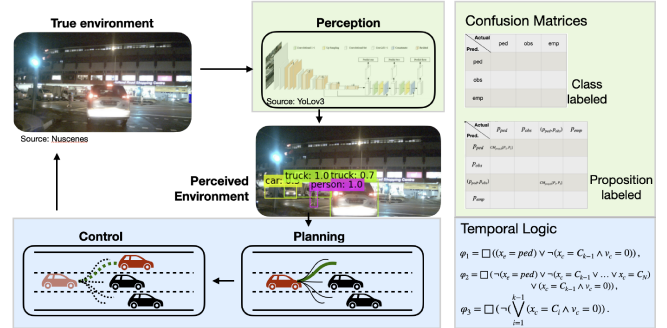 True environment
Perception
Confusion Matrices
Source: YoLov3
Source: Nuscenes
Actual
Pred.
ped
obs
emp
ped
obs
emp
Class
labeled
Perceived
Environment
truck: 1.0
truck: 0.7
car:
person: 1.0
Actual
Pred.
P_ped
P_obs
{P_ped, P_obs}
P_emp
P_ped
P_obs
{P_ped, P_obs}
P_emp
Proposition
labeled
Control
Planning
Temporal Logic
φ₁ = □((x_e = ped) ∨ ¬(x_c = C_{k−1} ∧ v_c = 0)),
φ₂ = □(¬(x_e = ped) ∨ ¬(x_c = C_{k−1} ∨ … ∨ x_c = C_N)
∨ (x_c = C_{k−1} ∧ v_c = 0)),
φ₃ = □(¬(⋁_{i=1}^{k−1}(x_c = C_i ∧ v_c = 0)).